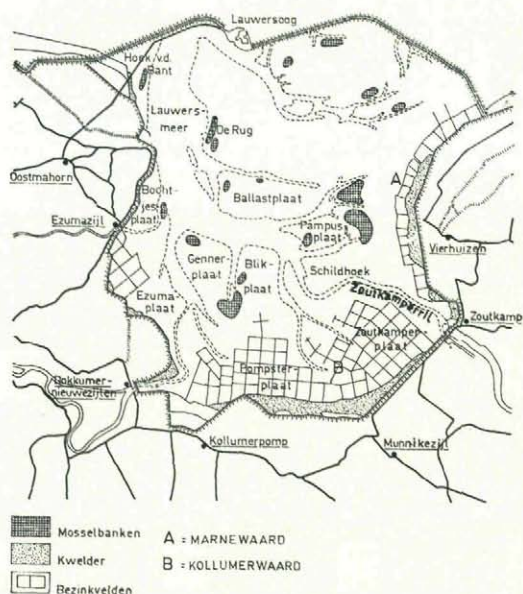 Lauwersoog
Hoek v.d.
Bant
Lauwers-
meer
De Rug
Oostmahorn
A
Bocht-
jes-
plaat
Ballastplaat
Ezumazijl
Pampus
plaat
Vierhuizen
Genner
plaat
Blik
plaat
Schildhoek
Ezuma
plaat
Zoutkamperril
Zoutkamp
Zoutkamper
plaat
B
Pompster-
plaat
Dokkumer-
nieuwezijlen
Kollumerpomp
Munnikezijl
Mosselbanken
A = MARNEWAARD
Kwelder
B = KOLLUMERWAARD
Bezinkvelden